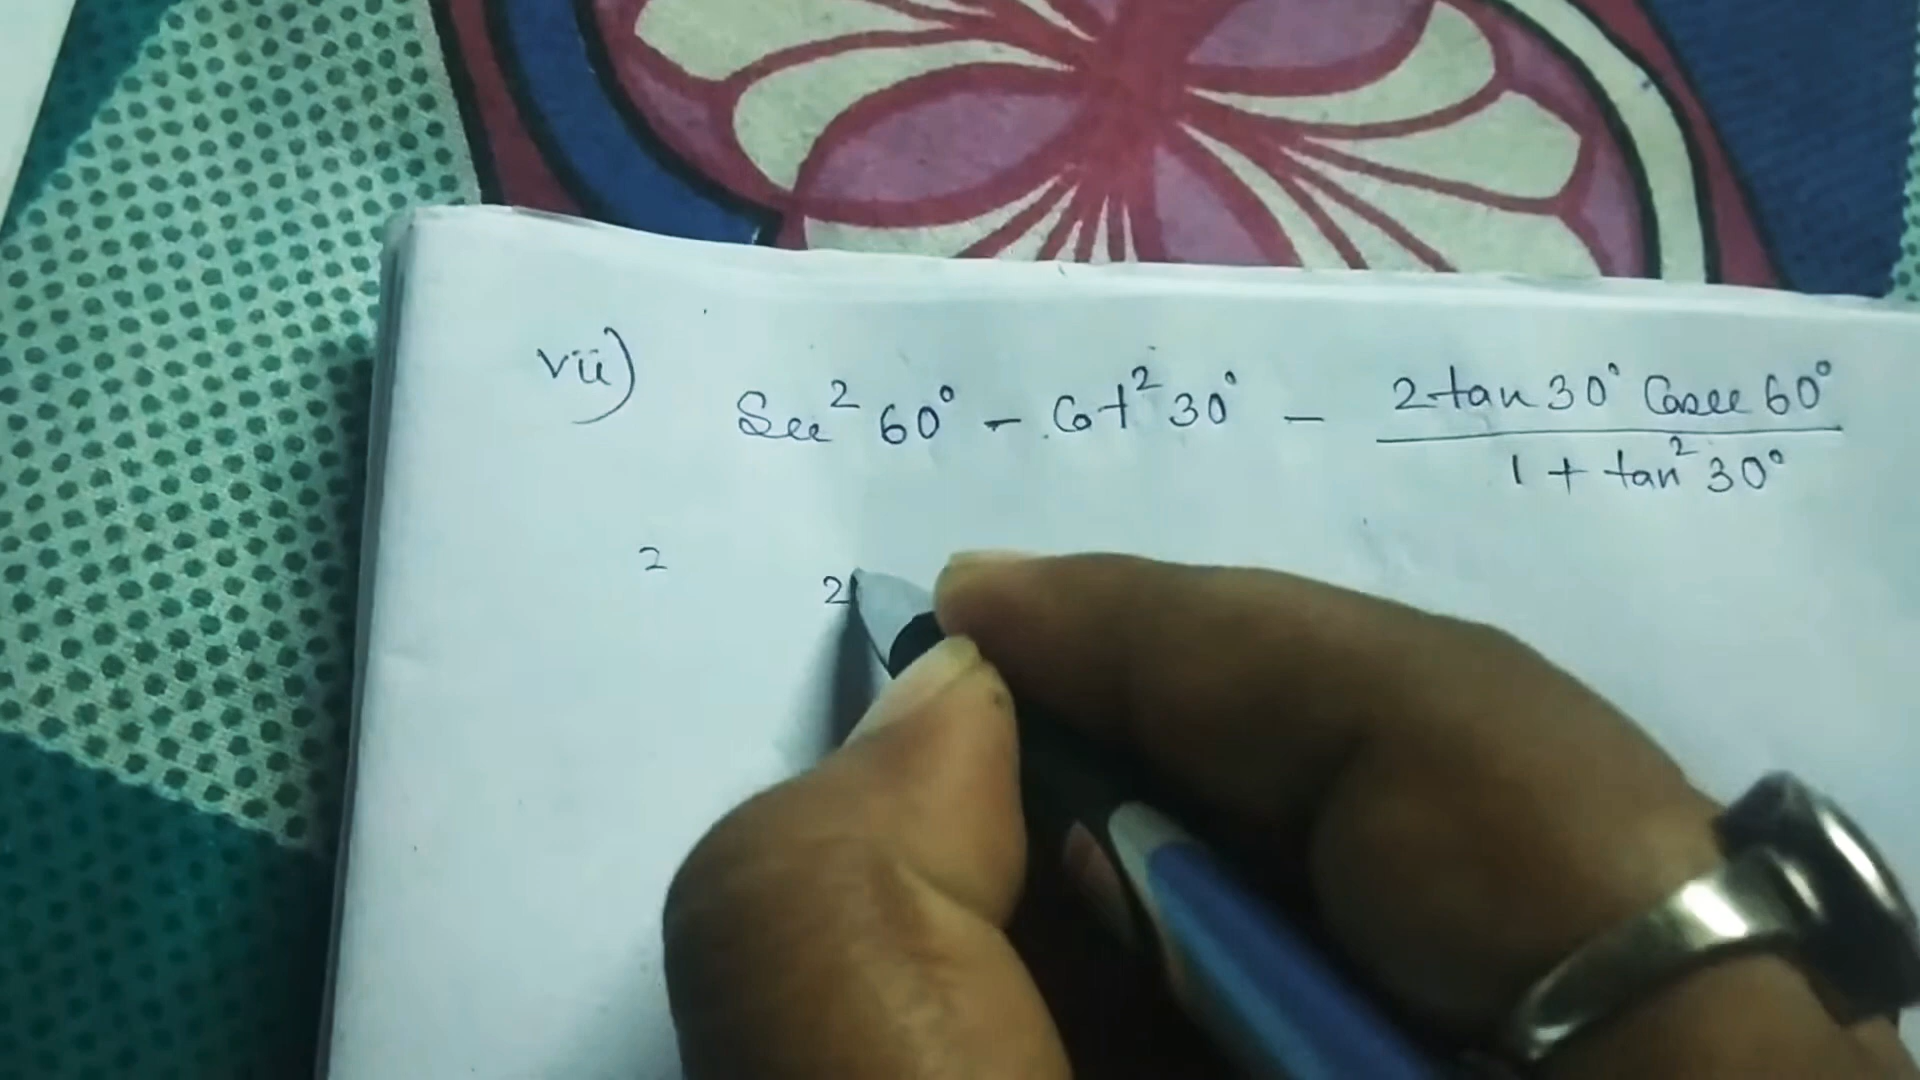 vii) Sec² 60° - Cot² 30° - 2 tan 30° Cosec 60° / 1 + tan² 30°
2 2